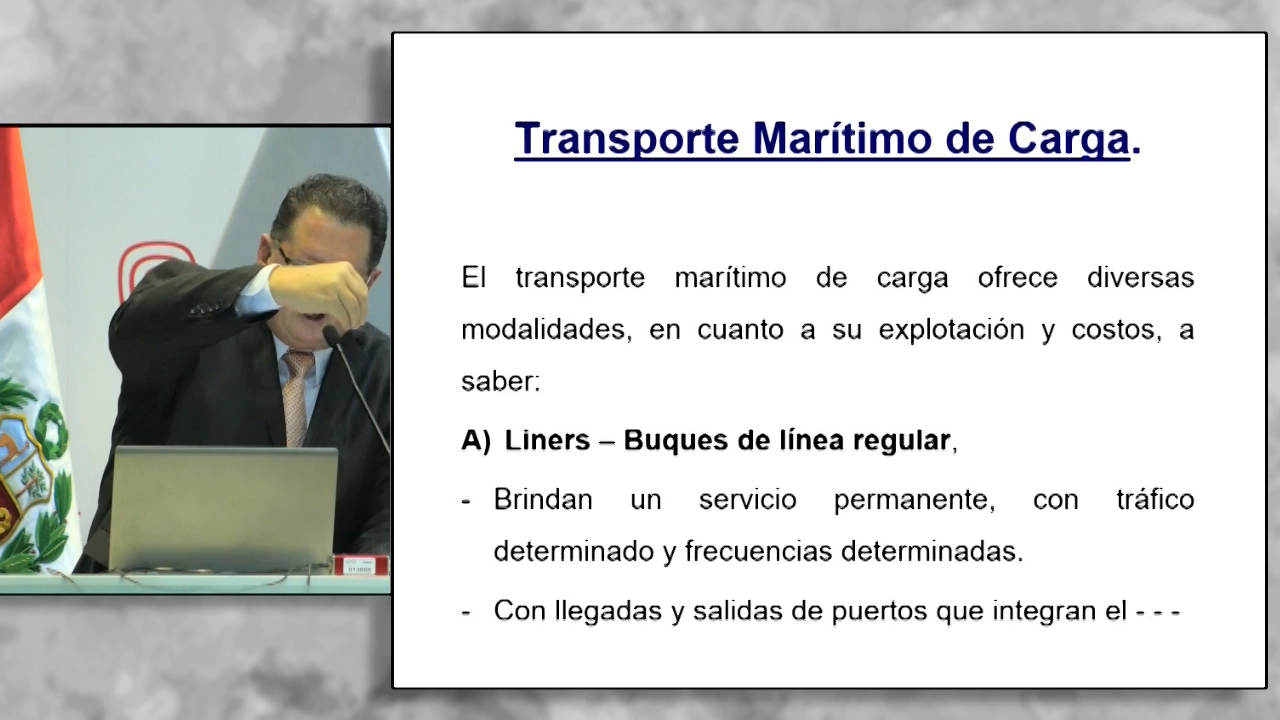 Transporte Marítimo de Carga.
El transporte marítimo de carga ofrece diversas
modalidades, en cuanto a su explotación y costos, a
saber:
A) Liners – Buques de línea regular,
- Brindan un servicio permanente, con tráfico
determinado y frecuencias determinadas.
- Con llegadas y salidas de puertos que integran el - - -